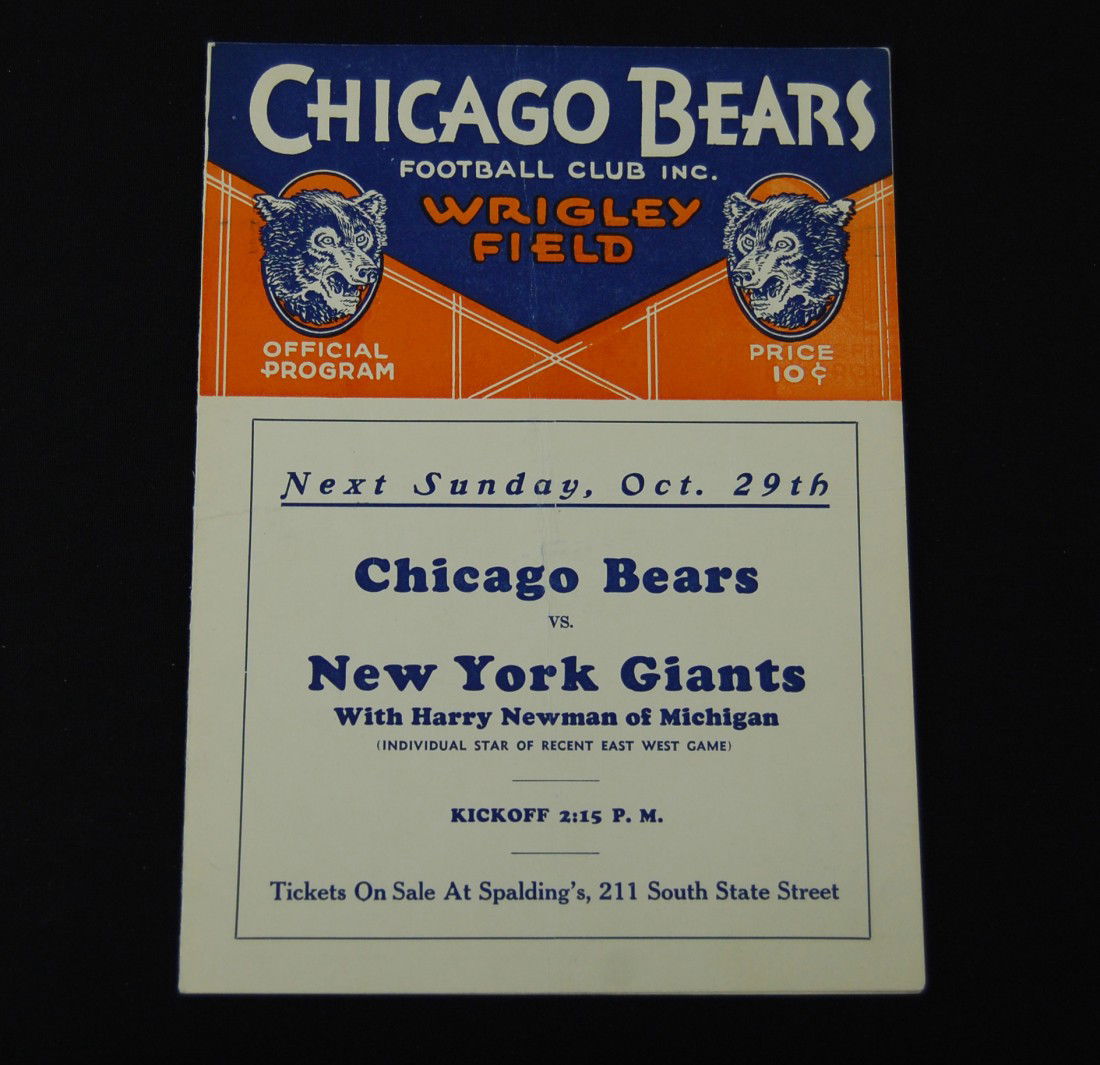 CHICAGO BEARS
FOOTBALL CLUB INC.
WRIGLEY
FIELD
OFFICIAL
PROGRAM
PRICE
10¢
Next Sunday, Oct. 29th
Chicago Bears
vs.
New York Giants
With Harry Newman of Michigan
(INDIVIDUAL STAR OF RECENT EAST WEST GAME)
KICKOFF 2:15 P. M.
Tickets On Sale At Spalding's, 211 South State Street